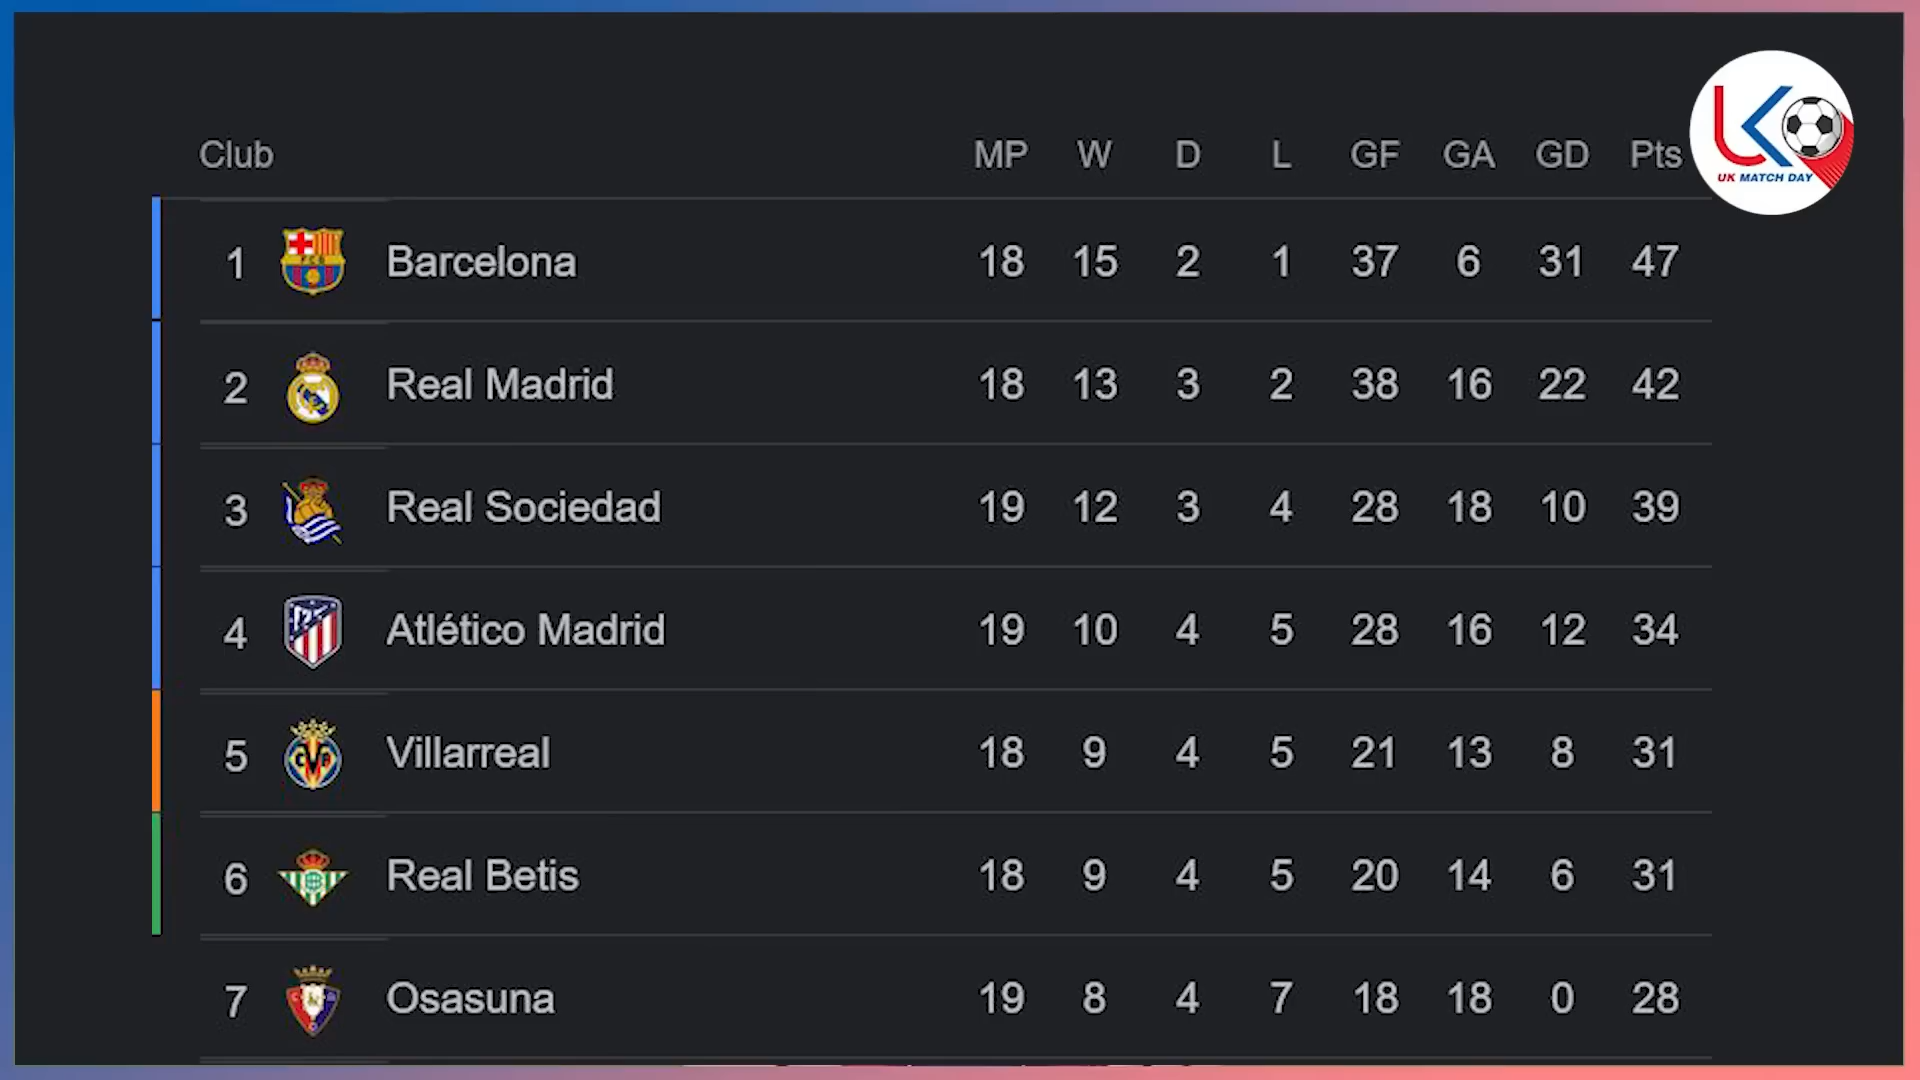 Club MP W D L GF GA GD Pts
UK
UK MATCH DAY
1 Barcelona 18 15 2 1 37 6 31 47
2 Real Madrid 18 13 3 2 38 16 22 42
3 Real Sociedad 19 12 3 4 28 18 10 39
4 Atlético Madrid 19 10 4 5 28 16 12 34
5 Villarreal 18 9 4 5 21 13 8 31
6 Real Betis 18 9 4 5 20 14 6 31
7 Osasuna 19 8 4 7 18 18 0 28